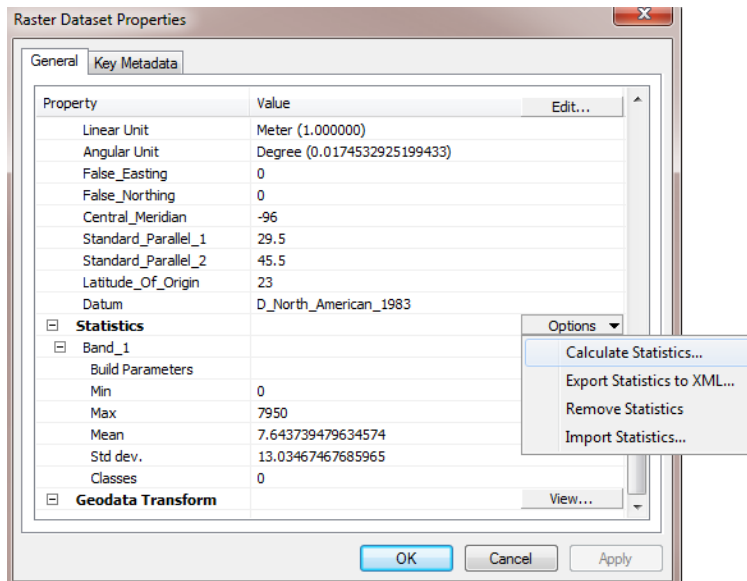 Raster Dataset Properties
General Key Metadata
Property Value Edit...
Linear Unit Meter (1.000000)
Angular Unit Degree (0.0174532925199433)
False_Easting 0
False_Northing 0
Central_Meridian -96
Standard_Parallel_1 29.5
Standard_Parallel_2 45.5
Latitude_Of_Origin 23
Datum D_North_American_1983
Statistics Options
Band_1 Calculate Statistics...
Build Parameters Export Statistics to XML...
Min 0 Remove Statistics
Max 7950 Import Statistics...
Mean 7.643739479634574
Std dev. 13.03467467685965
Classes 0
Geodata Transform View...
OK Cancel Apply